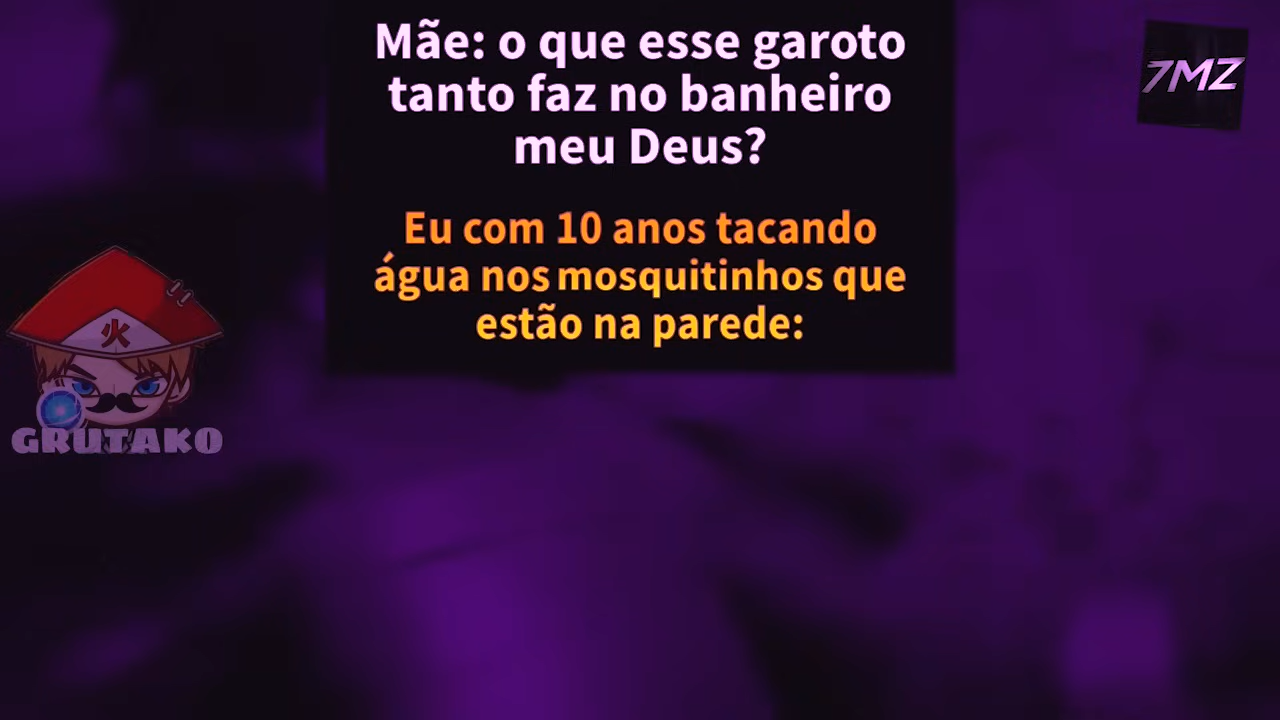 Mãe: o que esse garoto
tanto faz no banheiro
meu Deus?
7MZ
Eu com 10 anos tacando
água nos mosquitinhos que
estão na parede:
火
GRUTAKO